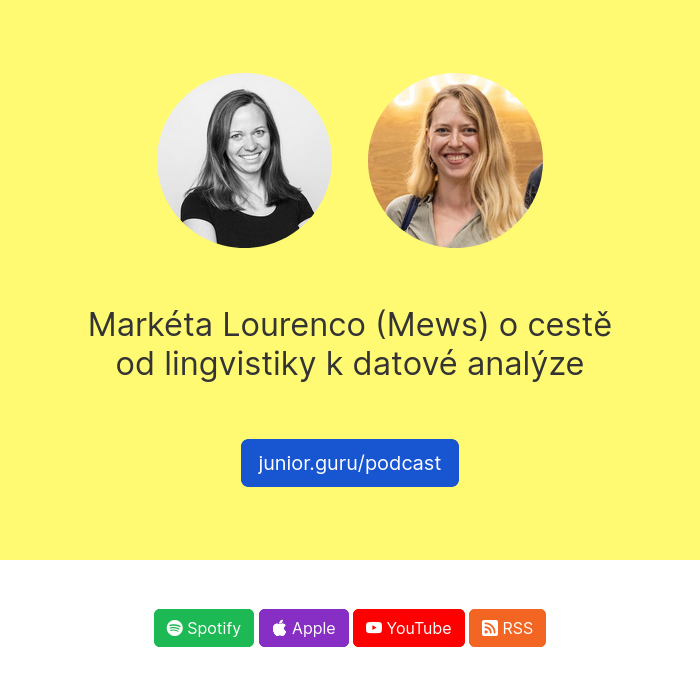 Markéta Lourenco (Mews) o cestě
od lingvistiky k datové analýze
junior.guru/podcast
Spotify Apple YouTube RSS